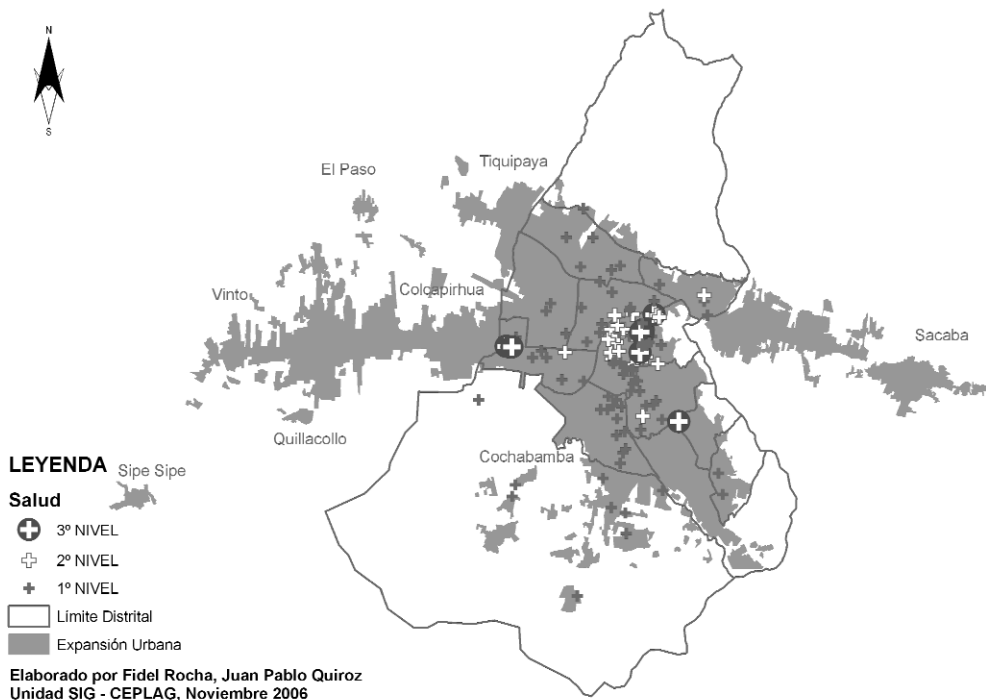 N
S
El Paso
Tiquipaya
Vinto
Colcapirhua
Sacaba
Quillacollo
Cochabamba
Sipe Sipe
LEYENDA
Salud
3º NIVEL
2º NIVEL
1º NIVEL
Límite Distrital
Expansión Urbana
Elaborado por Fidel Rocha, Juan Pablo Quiroz
Unidad SIG - CEPLAG, Noviembre 2006